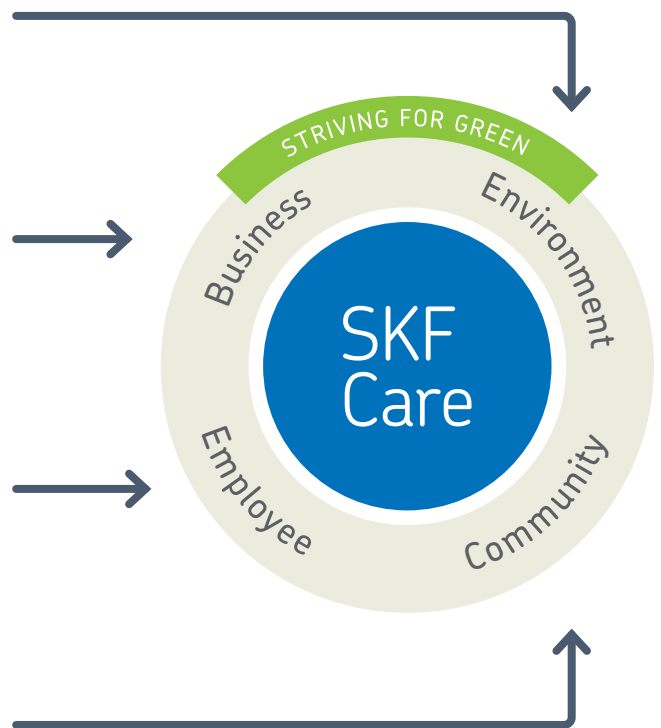 STRIVING FOR GREEN
Business
Environment
SKF
Care
Employee
Community